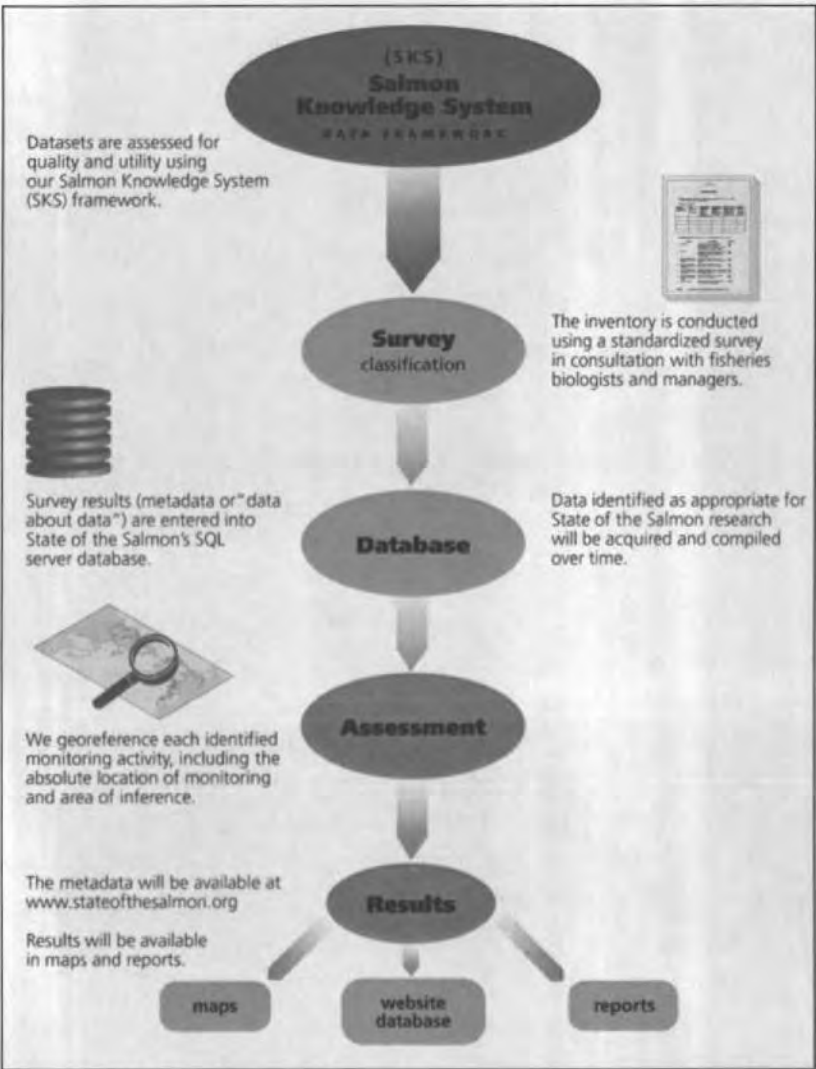 (SKS)
Salmon
Knowledge System
DATA FRAMEWORK
Datasets are assessed for
quality and utility using
our Salmon Knowledge System
(SKS) framework.
Survey
classification
The inventory is conducted
using a standardized survey
in consultation with fisheries
biologists and managers.
Survey results (metadata or "data
about data") are entered into
State of the Salmon's SQL
server database.
Database
Data identified as appropriate for
State of the Salmon research
will be acquired and compiled
over time.
Assessment
We georeference each identified
monitoring activity, including the
absolute location of monitoring
and area of inference.
The metadata will be available at
www.stateofthesalmon.org
Results will be available
in maps and reports.
Results
maps
website
database
reports